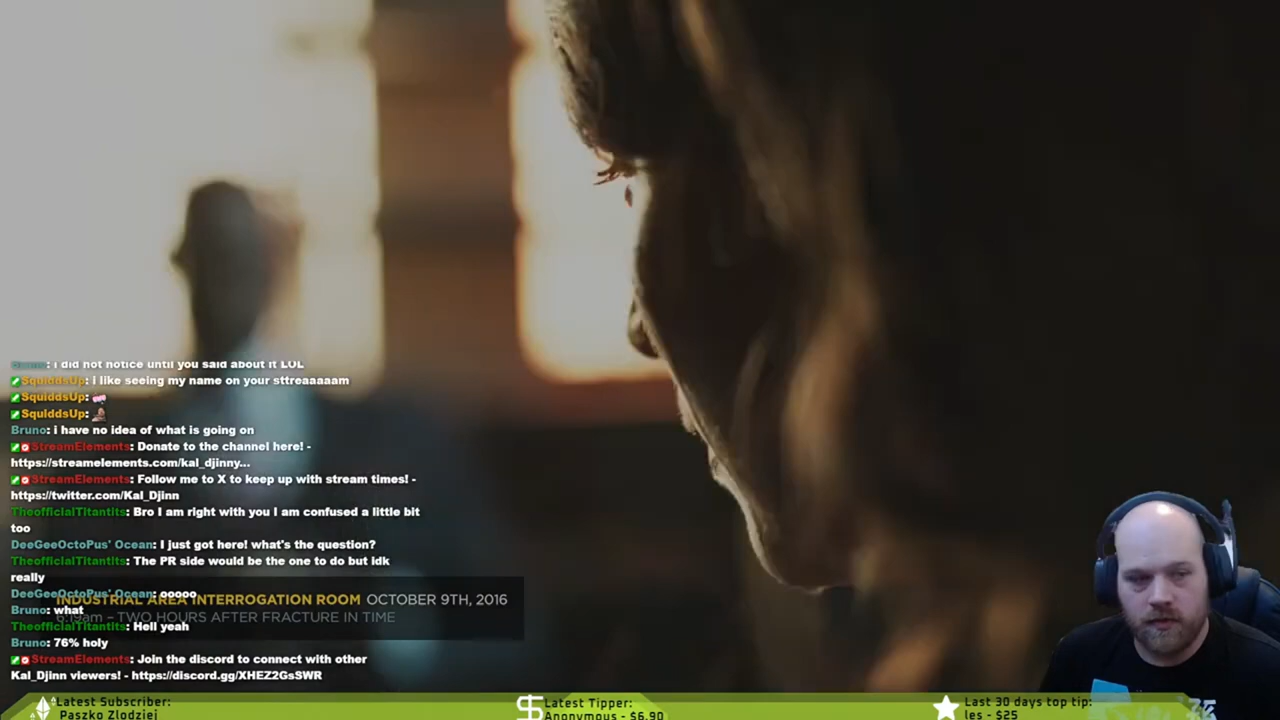 Bruno: i did not notice until you said about it LOL
SquiddsUp: i like seeing my name on your sttreaaaaam
SquiddsUp:
SquiddsUp:
Bruno: i have no idea of what is going on
StreamElements: Donate to the channel here! -
https://streamelements.com/kal_djinny...
StreamElements: Follow me to X to keep up with stream times! -
https://twitter.com/Kal_Djinn
TheofficialTitantits: Bro I am right with you I am confused a little bit
too
DeeGeeOctoPus' Ocean: I just got here! what's the question?
TheofficialTitantits: The PR side would be the one to do but idk
really
DeeGeeOctoPus' Ocean: ooooo
INDUSTRIAL AREA INTERROGATION ROOM OCTOBER 9TH, 2016
Bruno: what
6:19am – TWO HOURS AFTER FRACTURE IN TIME
TheofficialTitantits: Hell yeah
Bruno: 76% holy
StreamElements: Join the discord to connect with other
Kal_Djinn viewers! - https://discord.gg/XHEZ2GsSWR
Latest Subscriber:
Paszko Zlodziej
Latest Tipper:
Anonymous - $6.90
Last 30 days top tip:
les - $25